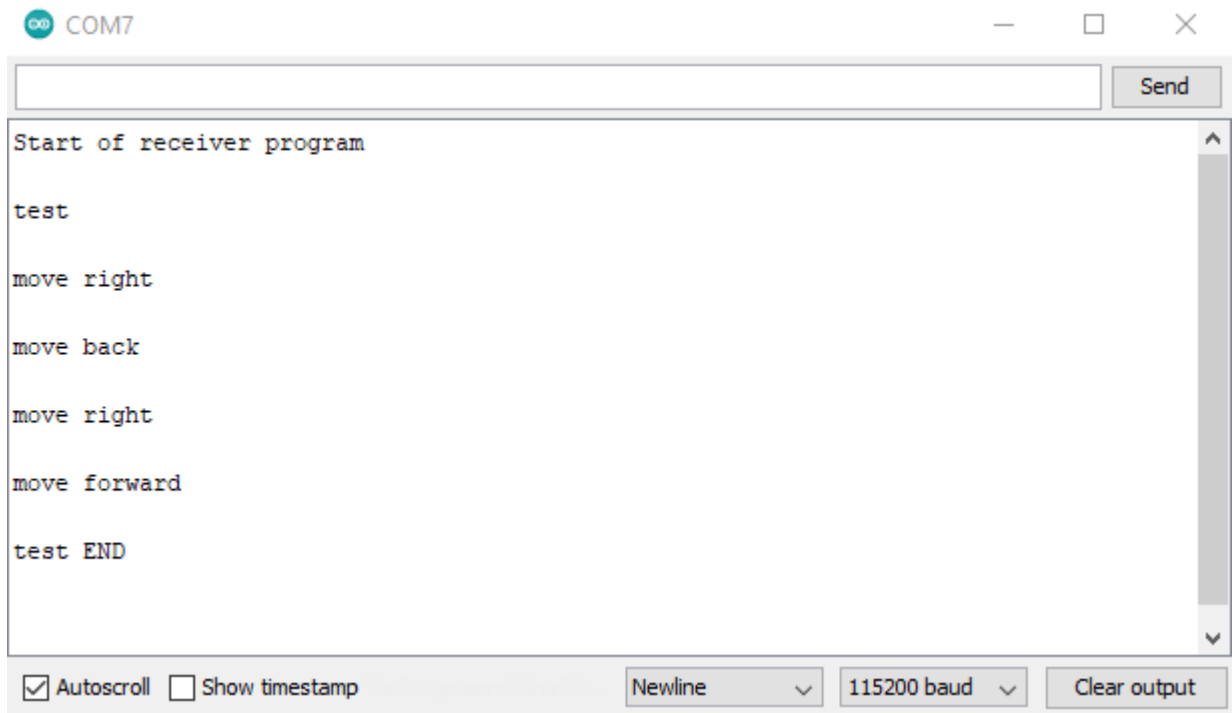 COM7
Send
Start of receiver program
test
move right
move back
move right
move forward
test END
Autoscroll Show timestamp Newline 115200 baud Clear output